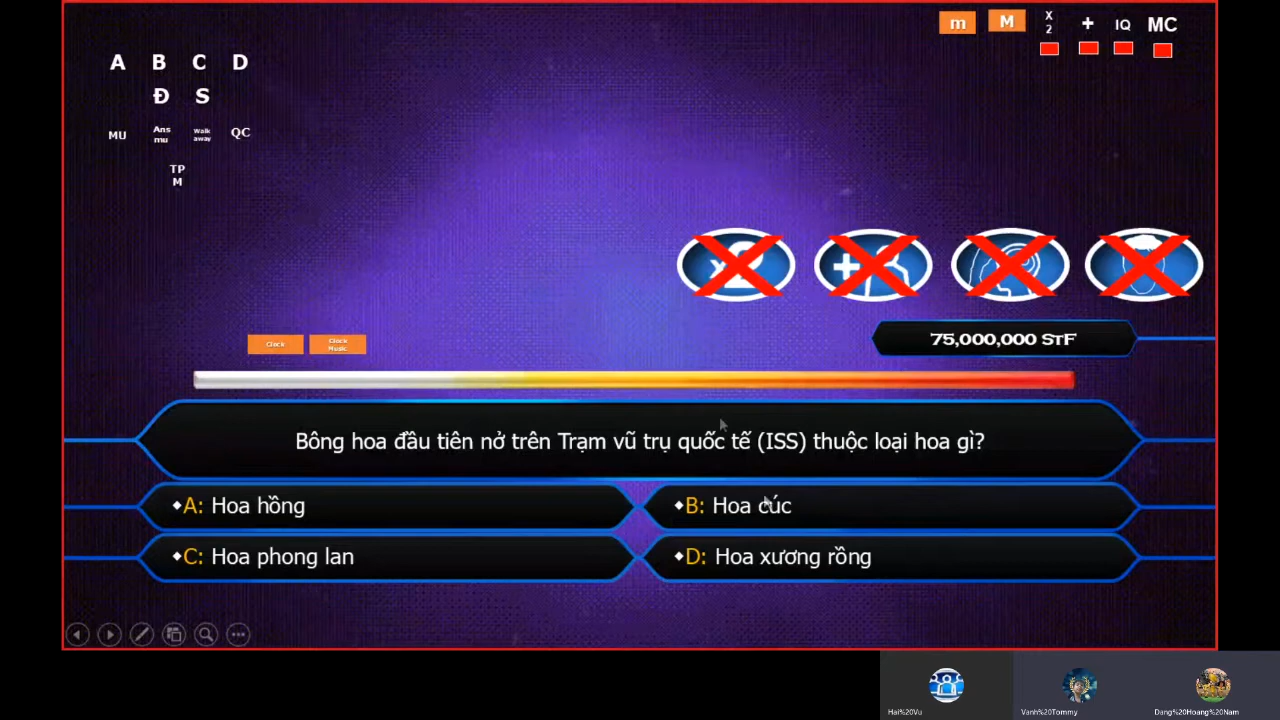 m M X 2 + IQ MC
A B C D
Đ S
MU Ans mu Walk away QC
TP M
x2 +
75,000,000 STF
Clock Clock Music
Bông hoa đầu tiên nở trên Trạm vũ trụ quốc tế (ISS) thuộc loại hoa gì?
A: Hoa hồng
B: Hoa cúc
C: Hoa phong lan
D: Hoa xương rồng
Hai%20Vu Vanh%20Tommy Dang%20Hoang%20Nam